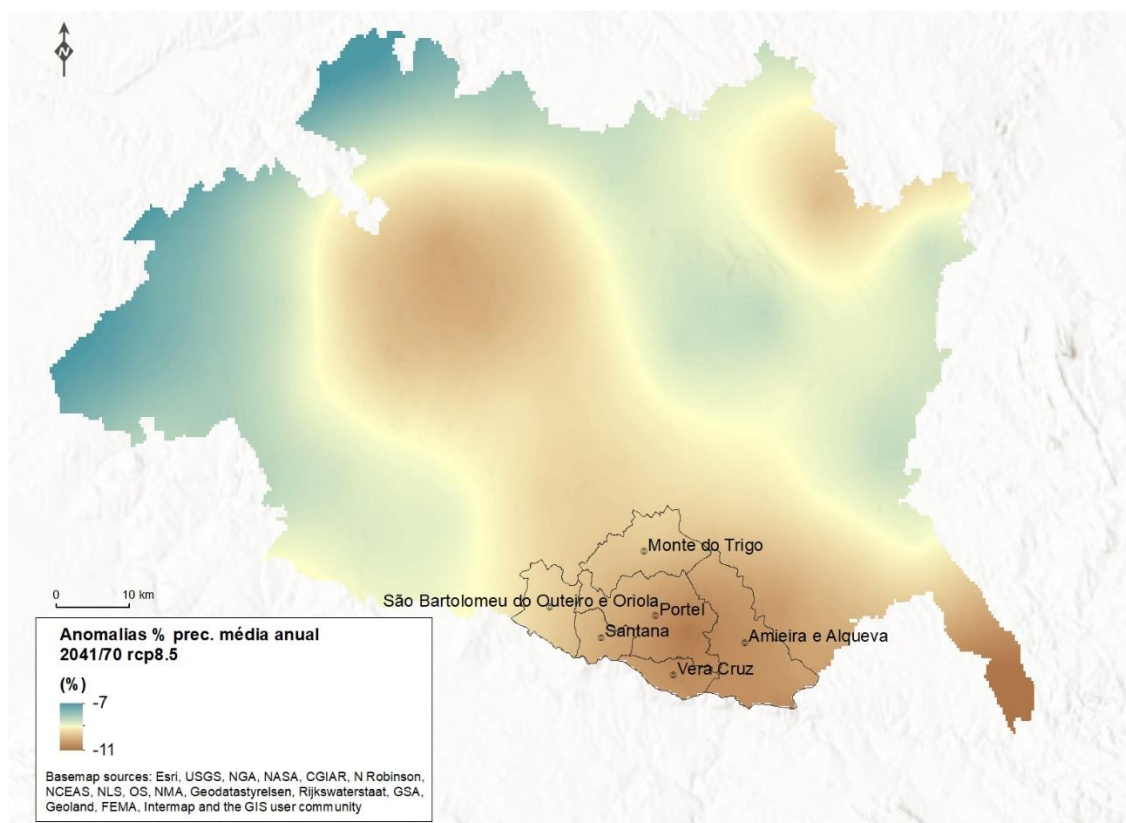 N
Monte do Trigo
São Bartolomeu do Outeiro e Oriola
Portel
Santana
Amieira e Alqueva
Vera Cruz
0 10 km
Anomalias % prec. média anual
2041/70 rcp8.5
(%)
-7
-11
Basemap sources: Esri, USGS, NGA, NASA, CGIAR, N Robinson,
NCEAS, NLS, OS, NMA, Geodatastyrelsen, Rijkswaterstaat, GSA,
Geoland, FEMA, Intermap and the GIS user community